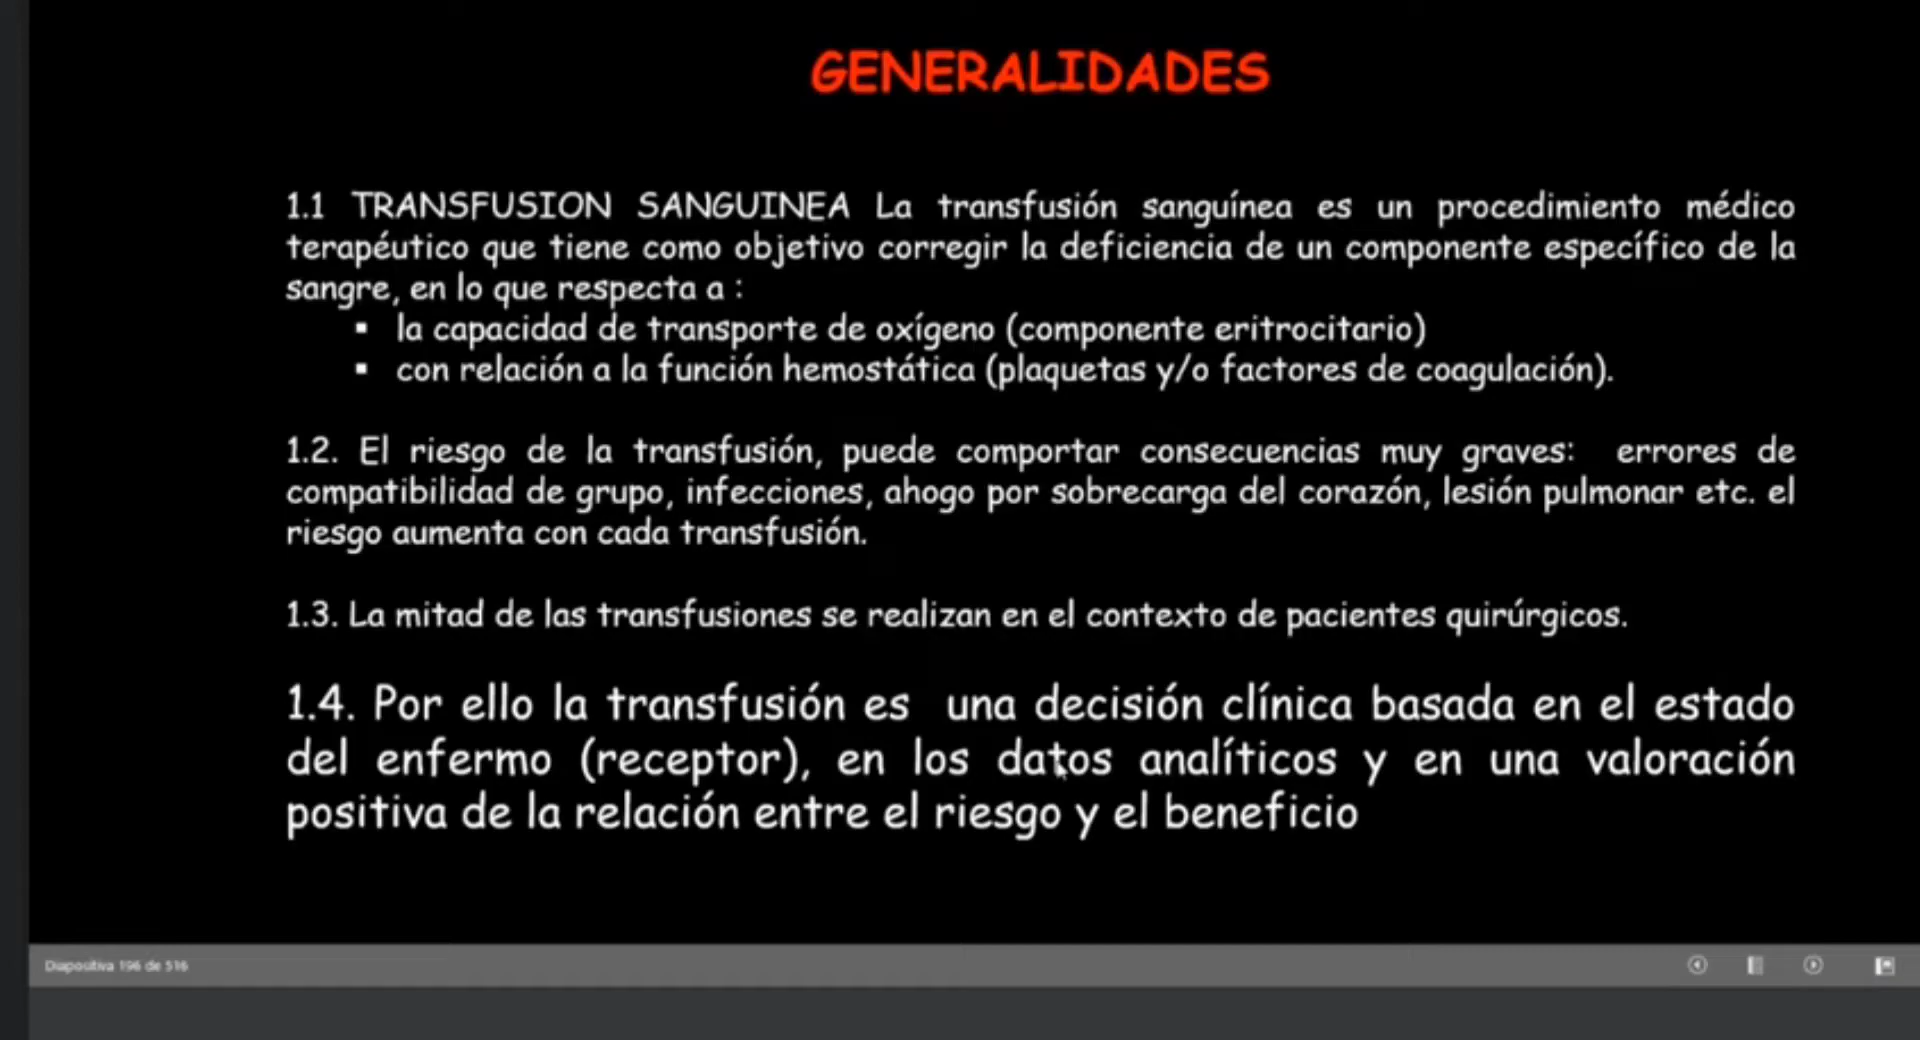 GENERALIDADES
1.1 TRANSFUSION SANGUINEA La transfusión sanguínea es un procedimiento médico
terapéutico que tiene como objetivo corregir la deficiencia de un componente específico de la
sangre, en lo que respecta a :
▪ la capacidad de transporte de oxígeno (componente eritrocitario)
▪ con relación a la función hemostática (plaquetas y/o factores de coagulación).
1.2. El riesgo de la transfusión, puede comportar consecuencias muy graves: errores de
compatibilidad de grupo, infecciones, ahogo por sobrecarga del corazón, lesión pulmonar etc. el
riesgo aumenta con cada transfusión.
1.3. La mitad de las transfusiones se realizan en el contexto de pacientes quirúrgicos.
1.4. Por ello la transfusión es una decisión clínica basada en el estado
del enfermo (receptor), en los datos analíticos y en una valoración
positiva de la relación entre el riesgo y el beneficio
Diapositiva 196 de 516